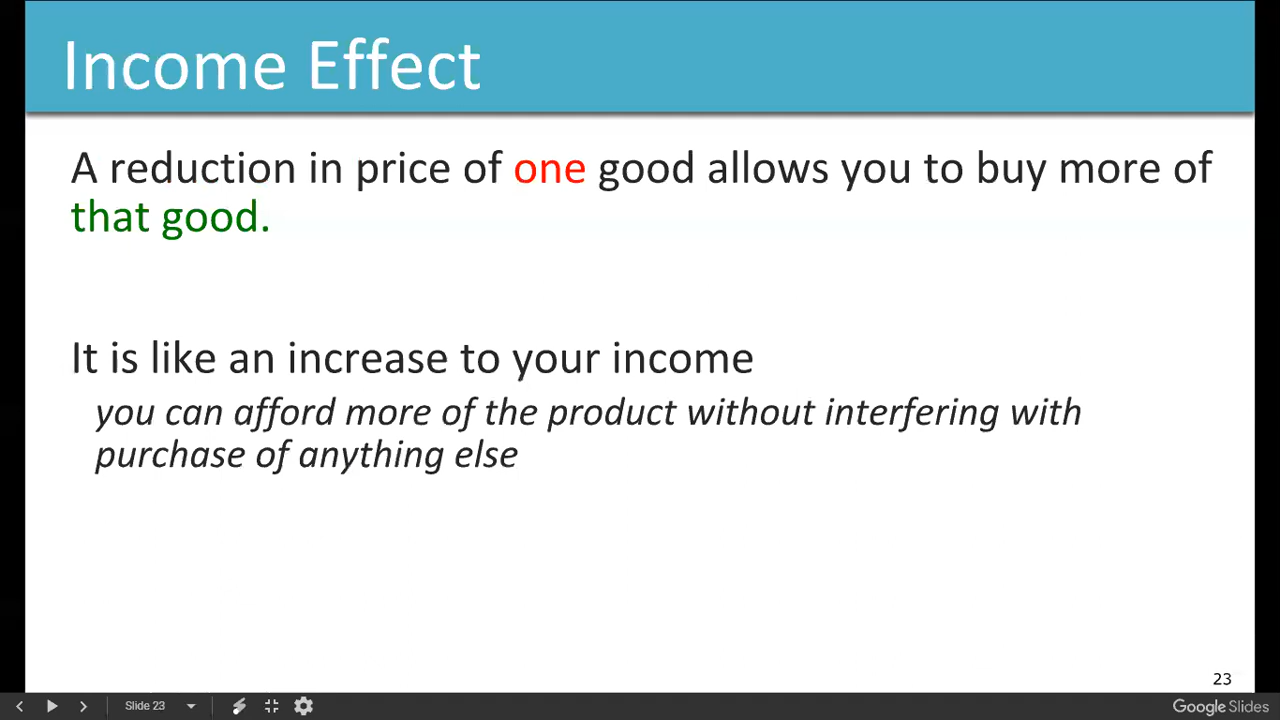 Income Effect
A reduction in price of one good allows you to buy more of
that good.
It is like an increase to your income
you can afford more of the product without interfering with
purchase of anything else
23
Slide 23
Google Slides